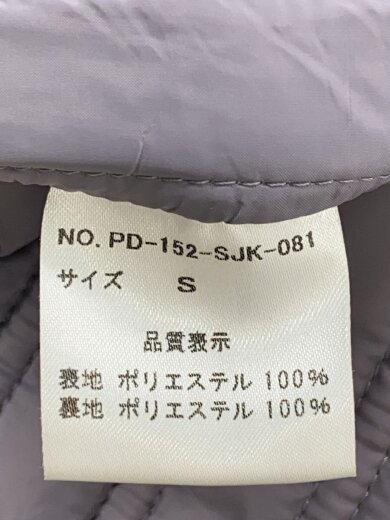 NO. PD-152-SJK-081
サイズ S
品質表示
表地 ポリエステル 100%
裏地 ポリエステル 100%